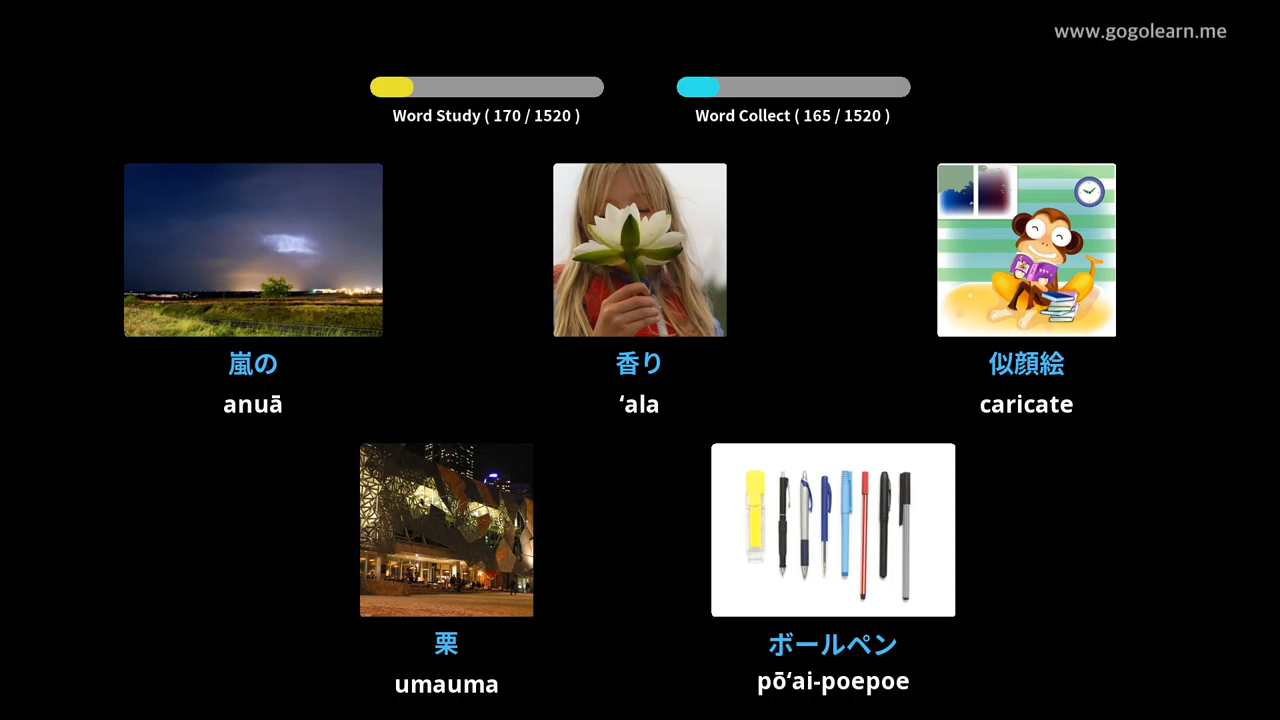 www.gogolearn.me
Word Study ( 170 / 1520 )
Word Collect ( 165 / 1520 )
嵐の
香り
似顔絵
anuā
ʻala
caricate
栗
ボールペン
umauma
pōʻai-poepoe